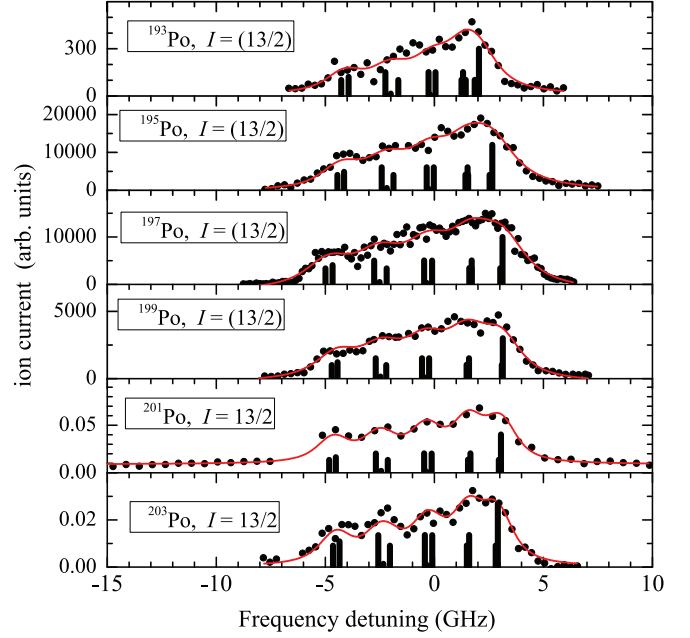 300
0
¹⁹³Po, I = (13/2)
20000
10000
0
¹⁹⁵Po, I = (13/2)
10000
0
¹⁹⁷Po, I = (13/2)
5000
0
¹⁹⁹Po, I = (13/2)
0.05
0.00
²⁰¹Po, I = 13/2
0.02
0.00
²⁰³Po, I = 13/2
ion current (arb. units)
-15 -10 -5 0 5 10
Frequency detuning (GHz)